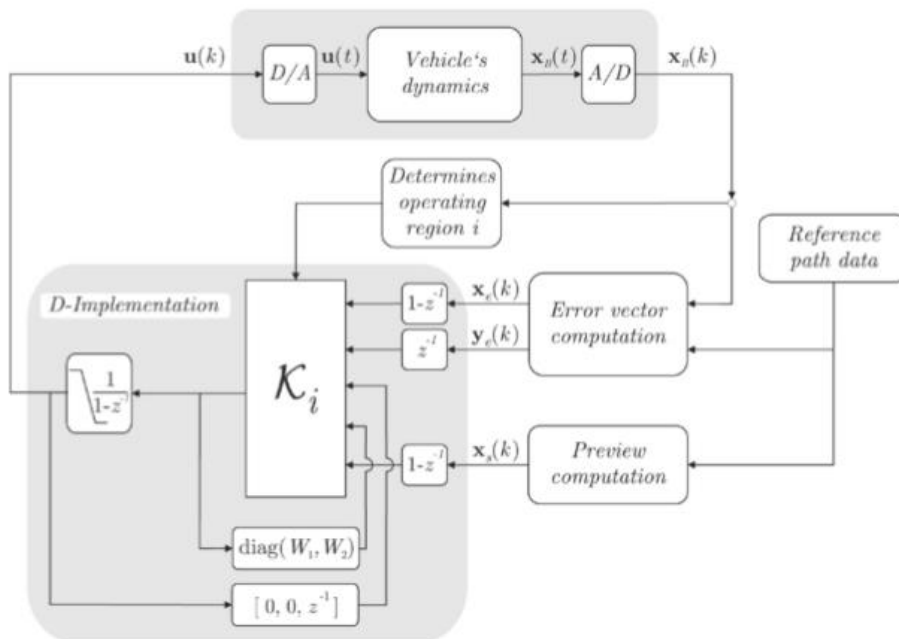 u(k)
D/A
u(t)
Vehicle‘s
dynamics
x_B(t)
A/D
x_B(k)
Determines
operating
region i
Reference
path data
D-Implementation
1-z^{-1}
x_e(k)
Error vector
computation
z^{-1}
y_e(k)
K_i
1
1-z^{-1}
1-z^{-1}
x_s(k)
Preview
computation
diag(W_1, W_2)
[ 0, 0, z^{-1} ]